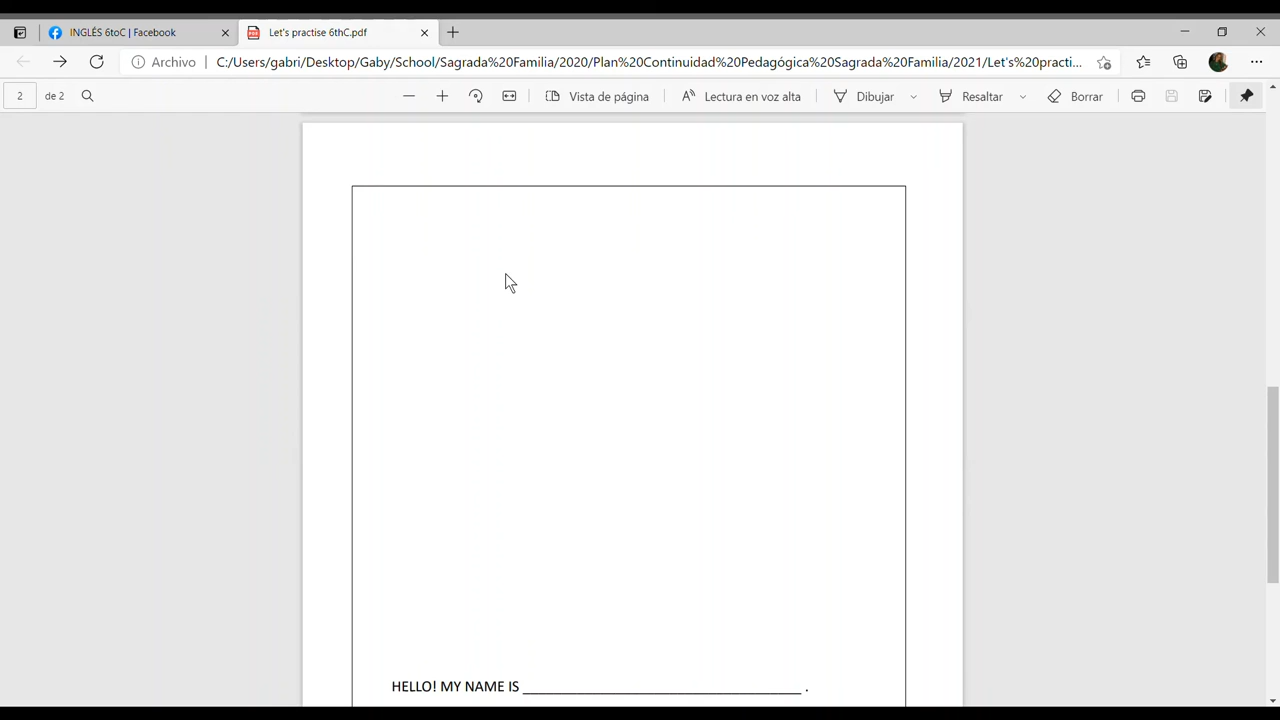 INGLÉS 6toC | Facebook
Let's practise 6thC.pdf
Archivo
C:/Users/gabri/Desktop/Gaby/School/Sagrada%20Familia/2020/Plan%20Continuidad%20Pedagógica%20Sagrada%20Familia/2021/Let's%20practi...
2 de 2
Vista de página
Lectura en voz alta
Dibujar
Resaltar
Borrar
HELLO! MY NAME IS ____________________________________ .